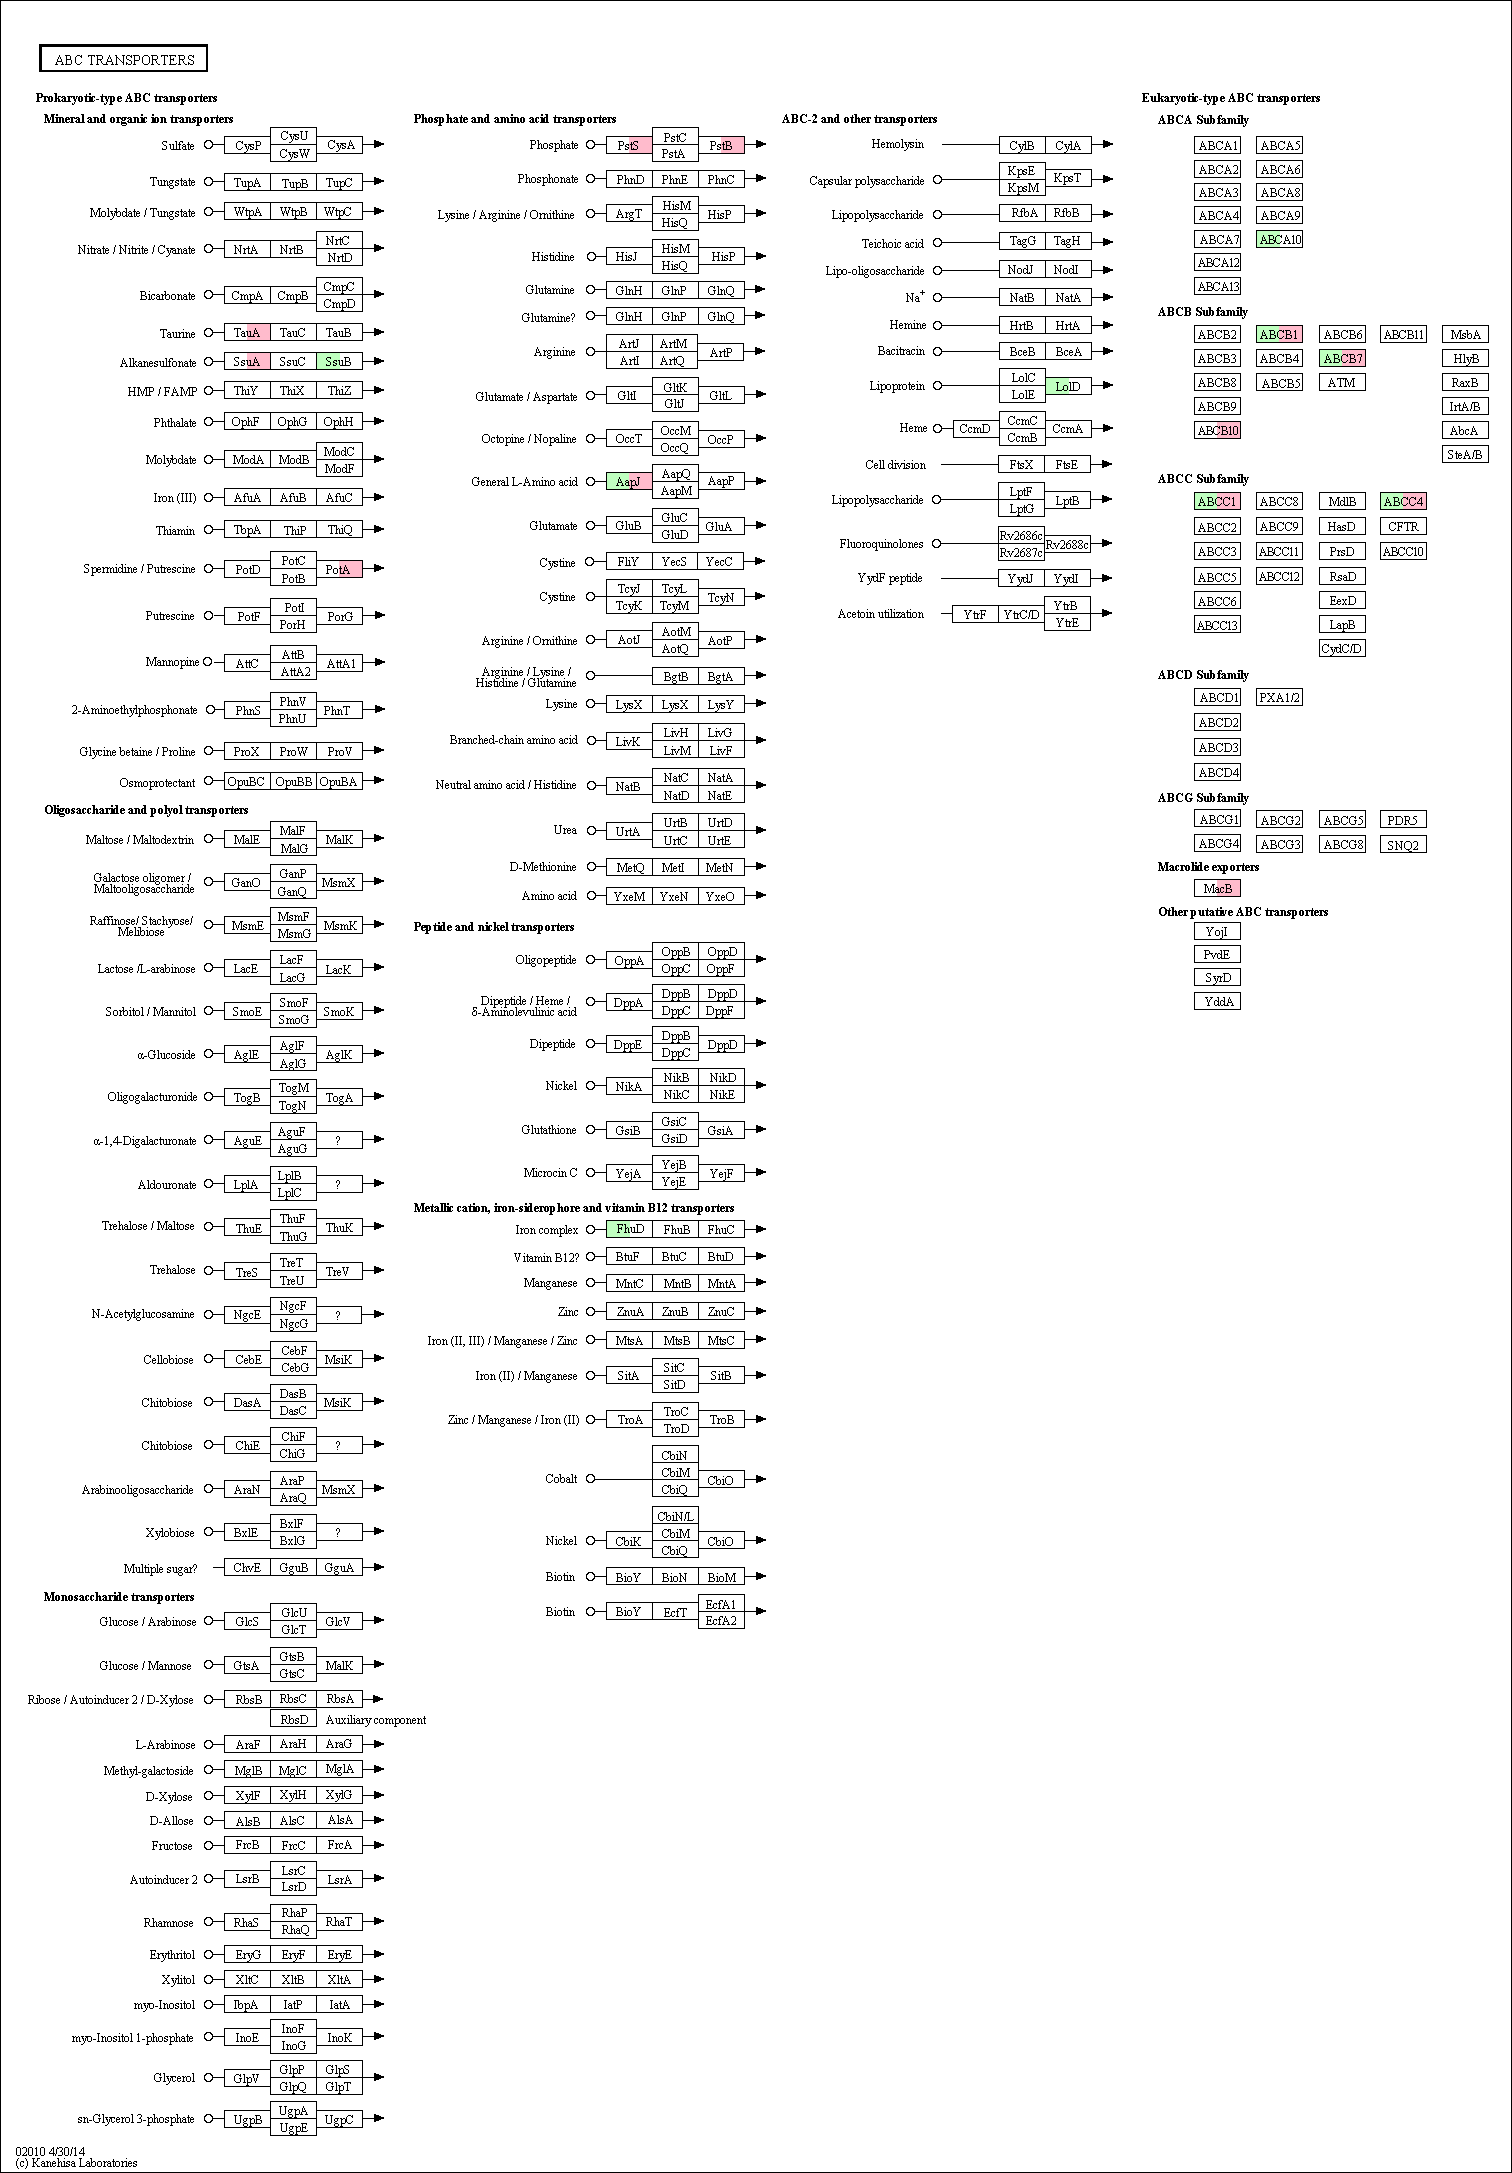 ABC TRANSPORTERS
Prokaryotic-type ABC transporters
Mineral and organic ion transporters
Sulfate CysP CysU CysW CysA
Tungstate TupA TupB TupC
Molybdate / Tungstate WtpA WtpB WtpC
Nitrate / Nitrite / Cyanate NrtA NrtB NrtC NrtD
Bicarbonate CmpA CmpB CmpC CmpD
Taurine TauA TauC TauB
Alkanesulfonate SsuA SsuC SsuB
HMP / FAMP ThiY ThiX ThiZ
Phthalate OphF OphG OphH
Molybdate ModA ModB ModC ModF
Iron (III) AfuA AfuB AfuC
Thiamin TbpA ThiP ThiQ
Spermidine / Putrescine PotD PotC PotB PotA
Putrescine PotF PotI PorH PorG
Mannopine AttC AttB AttA2 AttA1
2-Aminoethylphosphonate PhnS PhnV PhnU PhnT
Glycine betaine / Proline ProX ProW ProV
Osmoprotectant OpuBC OpuBB OpuBA
Oligosaccharide and polyol transporters
Maltose / Maltodextrin MalE MalF MalG MalK
Galactose oligomer /
Maltooligosaccharide GanO GanP GanQ MsmX
Raffinose/ Stachyose/
Melibiose MsmE MsmF MsmG MsmK
Lactose /L-arabinose LacE LacF LacG LacK
Sorbitol / Mannitol SmoE SmoF SmoG SmoK
α-Glucoside AglE AglF AglG AglK
Oligogalacturonide TogB TogM TogN TogA
α-1,4-Digalacturonate AguE AguF AguG ?
Aldouronate LplA LplB LplC ?
Trehalose / Maltose ThuE ThuF ThuG ThuK
Trehalose TreS TreT TreU TreV
N-Acetylglucosamine NgcE NgcF NgcG ?
Cellobiose CebE CebF CebG MsiK
Chitobiose DasA DasB DasC MsiK
Chitobiose ChiE ChiF ChiG ?
Arabinooligosaccharide AraN AraP AraQ MsmX
Xylobiose BxlE BxlF BxlG ?
Multiple sugar? ChvE GguB GguA
Monosaccharide transporters
Glucose / Arabinose GlcS GlcU GlcT GlcV
Glucose / Mannose GtsA GtsB GtsC MalK
Ribose / Autoinducer 2 / D-Xylose RbsB RbsC RbsA
RbsD Auxiliary component
L-Arabinose AraF AraH AraG
Methyl-galactoside MglB MglC MglA
D-Xylose XylF XylH XylG
D-Allose AlsB AlsC AlsA
Fructose FrcB FrcC FrcA
Autoinducer 2 LsrB LsrC LsrD LsrA
Rhamnose RhaS RhaP RhaQ RhaT
Erythritol EryG EryF EryE
Xylitol XltC XltB XltA
myo-Inositol IbpA IatP IatA
myo-Inositol 1-phosphate InoE InoF InoG InoK
Glycerol GlpV GlpP GlpQ GlpS GlpT
sn-Glycerol 3-phosphate UgpB UgpA UgpE UgpC
02010 4/30/14
(c) Kanehisa Laboratories
Phosphate and amino acid transporters
Phosphate PstS PstC PstA PstB
Phosphonate PhnD PhnE PhnC
Lysine / Arginine / Ornithine ArgT HisM HisQ HisP
Histidine HisJ HisM HisQ HisP
Glutamine GlnH GlnP GlnQ
Glutamine? GlnH GlnP GlnQ
Arginine ArtJ ArtI ArtM ArtQ ArtP
Glutamate / Aspartate GltI GltK GltJ GltL
Octopine / Nopaline OccT OccM OccQ OccP
General L-Amino acid AapJ AapQ AapM AapP
Glutamate GluB GluC GluD GluA
Cystine FliY YecS YecC
Cystine TcyJ TcyK TcyL TcyM TcyN
Arginine / Ornithine AotJ AotM AotQ AotP
Arginine / Lysine /
Histidine / Glutamine BgtB BgtA
Lysine LysX LysX LysY
Branched-chain amino acid LivK LivH LivM LivG LivF
Neutral amino acid / Histidine NatB NatC NatD NatA NatE
Urea UrtA UrtB UrtC UrtD UrtE
D-Methionine MetQ MetI MetN
Amino acid YxeM YxeN YxeO
Peptide and nickel transporters
Oligopeptide OppA OppB OppC OppD OppF
Dipeptide / Heme /
δ-Aminolevulinic acid DppA DppB DppC DppD DppF
Dipeptide DppE DppB DppC DppD
Nickel NikA NikB NikC NikD NikE
Glutathione GsiB GsiC GsiD GsiA
Microcin C YejA YejB YejE YejF
Metallic cation, iron-siderophore and vitamin B12 transporters
Iron complex FhuD FhuB FhuC
Vitamin B12? BtuF BtuC BtuD
Manganese MntC MntB MntA
Zinc ZnuA ZnuB ZnuC
Iron (II, III) / Manganese / Zinc MtsA MtsB MtsC
Iron (II) / Manganese SitA SitC SitD SitB
Zinc / Manganese / Iron (II) TroA TroC TroD TroB
Cobalt CbiN CbiM CbiQ CbiO
Nickel CbiK CbiN/L CbiM CbiQ CbiO
Biotin BioY BioN BioM
Biotin BioY EcfT EcfA1 EcfA2
ABC-2 and other transporters
Hemolysin CylB CylA
Capsular polysaccharide KpsE KpsM KpsT
Lipopolysaccharide RfbA RfbB
Teichoic acid TagG TagH
Lipo-oligosaccharide NodJ NodI
Na+ NatB NatA
Hemine HrtB HrtA
Bacitracin BceB BceA
Lipoprotein LolC LolE LolD
Heme CcmD CcmC CcmB CcmA
Cell division FtsX FtsE
Lipopolysaccharide LptF LptG LptB
Fluoroquinolones Rv2686c Rv2687c Rv2688c
YydF peptide YydJ YydI
Acetoin utilization YtrF YtrC/D YtrB YtrE
Eukaryotic-type ABC transporters
ABCA Subfamily
ABCA1 ABCA5
ABCA2 ABCA6
ABCA3 ABCA8
ABCA4 ABCA9
ABCA7 ABCA10
ABCA12
ABCA13
ABCB Subfamily
ABCB2 ABCB1 ABCB6 ABCB11 MsbA
ABCB3 ABCB4 ABCB7 HlyB
ABCB8 ABCB5 ATM RaxB
ABCB9 IrtA/B
ABCB10 AbcA
SteA/B
ABCC Subfamily
ABCC1 ABCC8 MdlB ABCC4
ABCC2 ABCC9 HasD CFTR
ABCC3 ABCC11 PrsD ABCC10
ABCC5 ABCC12 RsaD
ABCC6 EexD
ABCC13 LapB
CydC/D
ABCD Subfamily
ABCD1 PXA1/2
ABCD2
ABCD3
ABCD4
ABCG Subfamily
ABCG1 ABCG2 ABCG5 PDR5
ABCG4 ABCG3 ABCG8 SNQ2
Macrolide exporters
MacB
Other putative ABC transporters
YojI
PvdE
SyrD
YddA